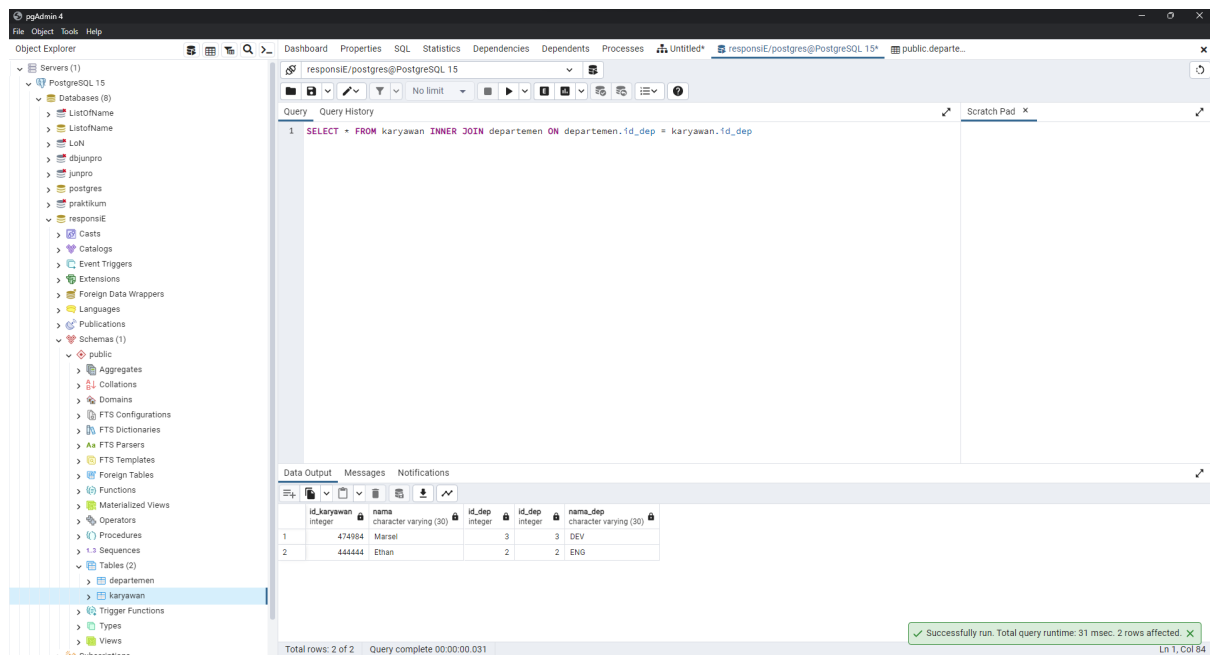 pgAdmin 4
File Object Tools Help
Object Explorer
Dashboard Properties SQL Statistics Dependencies Dependents Processes Untitled* responsiE/postgres@PostgreSQL 15* public.departe...
Servers (1)
PostgreSQL 15
Databases (8)
ListOfName
ListofName
LoN
dbjunpro
junpro
postgres
praktikum
responsiE
Casts
Catalogs
Event Triggers
Extensions
Foreign Data Wrappers
Languages
Publications
Schemas (1)
public
Aggregates
Collations
Domains
FTS Configurations
FTS Dictionaries
FTS Parsers
FTS Templates
Foreign Tables
Functions
Materialized Views
Operators
Procedures
1.3 Sequences
Tables (2)
departemen
karyawan
Trigger Functions
Types
Views
Subscriptions
responsiE/postgres@PostgreSQL 15
No limit
Query Query History
Scratch Pad
1 SELECT * FROM karyawan INNER JOIN departemen ON departemen.id_dep = karyawan.id_dep
Data Output Messages Notifications
id_karyawan nama id_dep id_dep nama_dep
integer character varying (30) integer integer character varying (30)
1 474984 Marsel 3 3 DEV
2 444444 Ethan 2 2 ENG
Successfully run. Total query runtime: 31 msec. 2 rows affected.
Total rows: 2 of 2 Query complete 00:00:00.031
Ln 1, Col 84